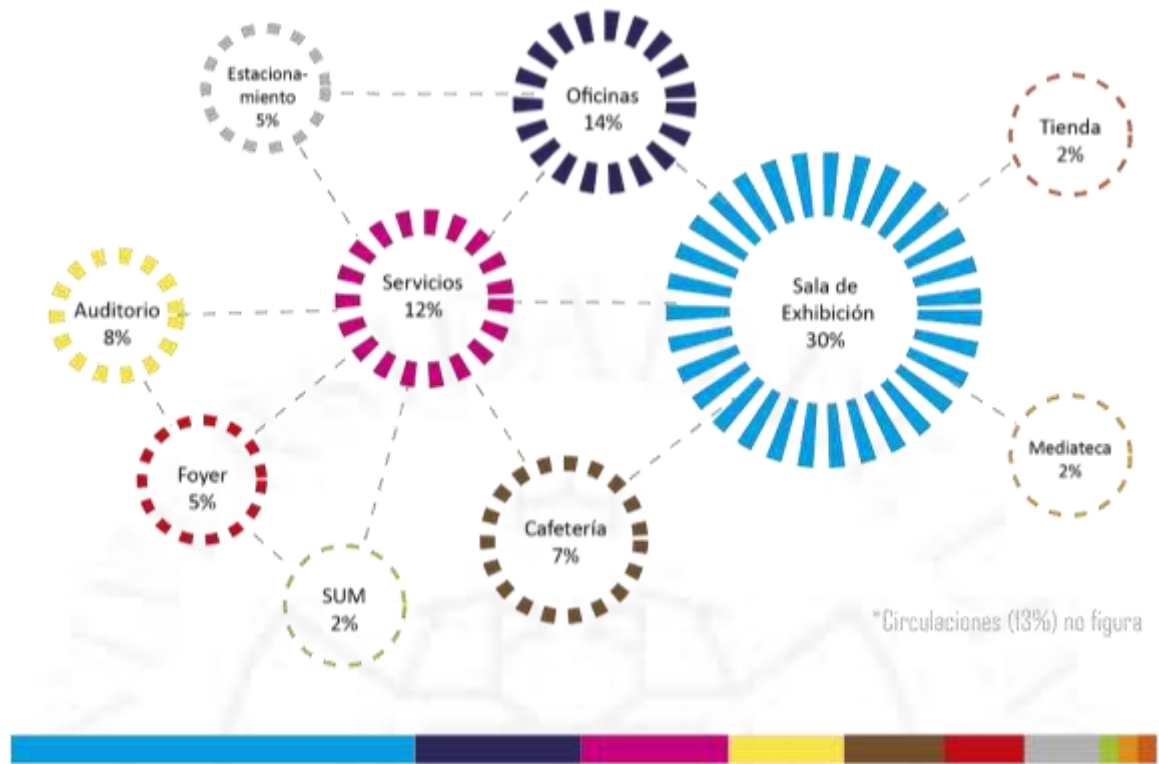 Estaciona-
miento
5%
Oficinas
14%
Tienda
2%
Servicios
12%
Sala de
Exhibición
30%
Auditorio
8%
Foyer
5%
Mediateca
2%
Cafetería
7%
SUM
2%
*Circulaciones (13%) no figura